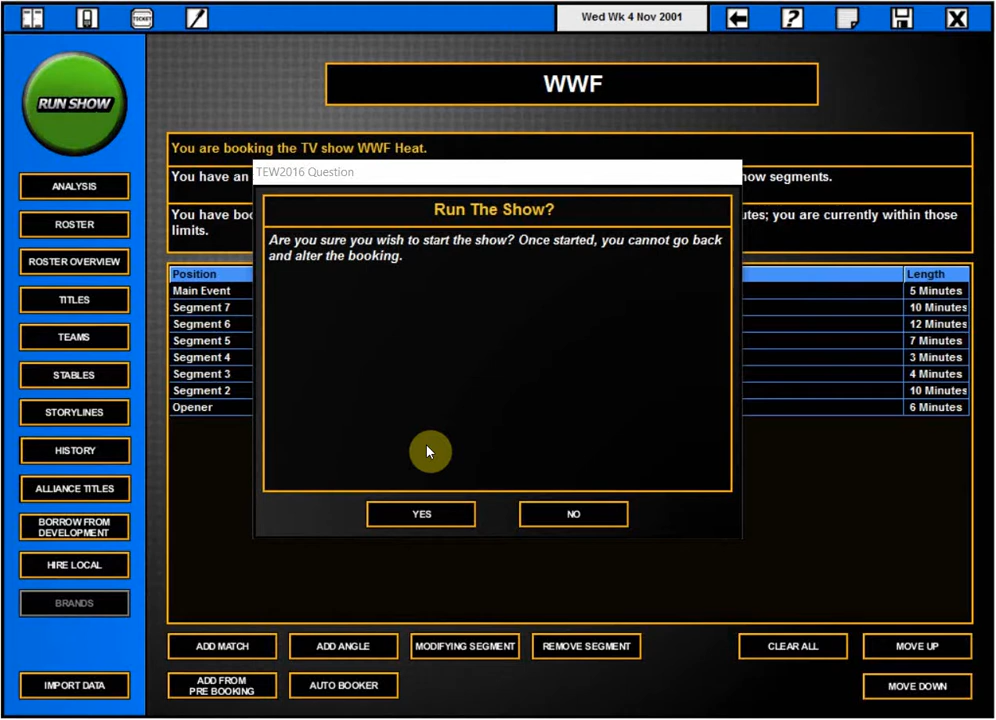 TICKET
Wed Wk 4 Nov 2001
?
X
RUN SHOW
WWF
You are booking the TV show WWF Heat.
You have an
ow segments.
You have boo
utes; you are currently within those
limits.
TEW2016 Question
Run The Show?
Are you sure you wish to start the show? Once started, you cannot go back
and alter the booking.
YES
NO
ANALYSIS
ROSTER
ROSTER OVERVIEW
TITLES
TEAMS
STABLES
STORYLINES
HISTORY
ALLIANCE TITLES
BORROW FROM
DEVELOPMENT
HIRE LOCAL
BRANDS
IMPORT DATA
Position Length
Main Event 5 Minutes
Segment 7 10 Minutes
Segment 6 12 Minutes
Segment 5 7 Minutes
Segment 4 3 Minutes
Segment 3 4 Minutes
Segment 2 10 Minutes
Opener 6 Minutes
ADD MATCH
ADD ANGLE
MODIFYING SEGMENT
REMOVE SEGMENT
CLEAR ALL
MOVE UP
ADD FROM
PRE BOOKING
AUTO BOOKER
MOVE DOWN